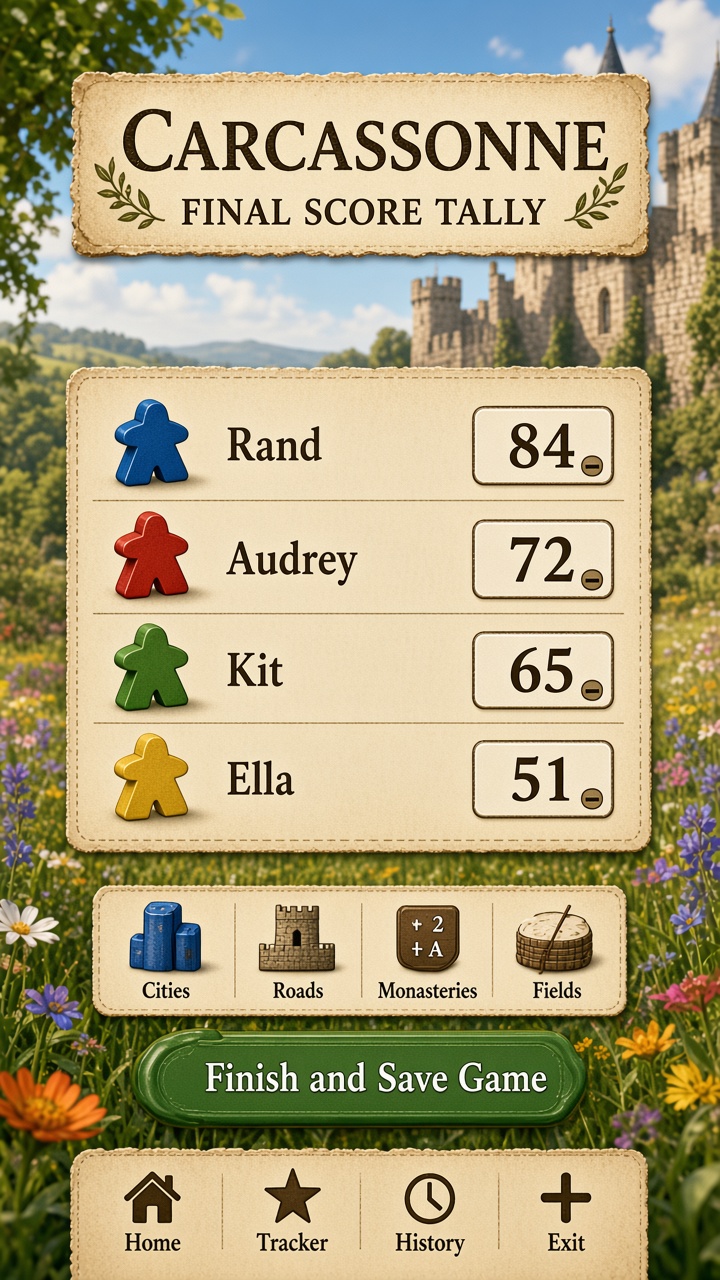 CARCASSONNE
FINAL SCORE TALLY
Rand 84
Audrey 72
Kit 65
Ella 51
+ 2
+ A
Cities Roads Monasteries Fields
Finish and Save Game
Home Tracker History Exit